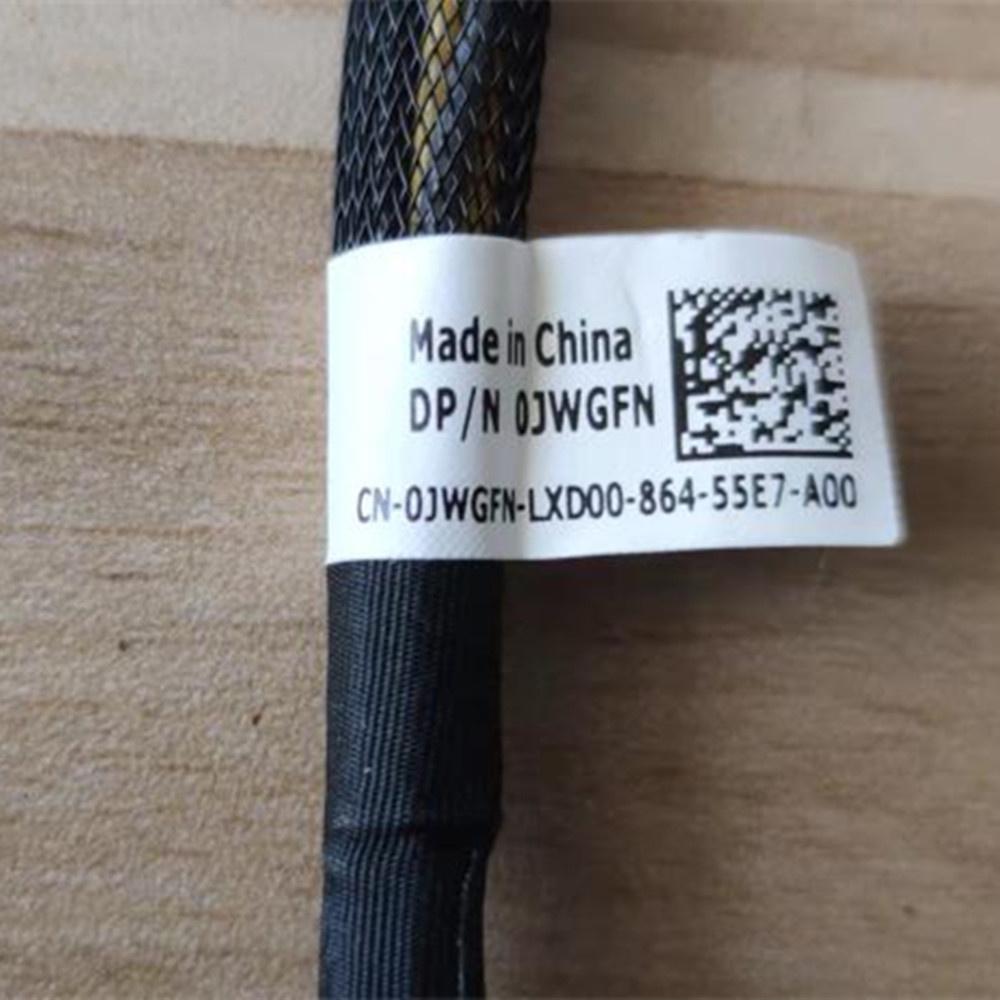 Made in China
DP/N 0JWGFN
CN-0JWGFN-LXD00-864-55E7-A00